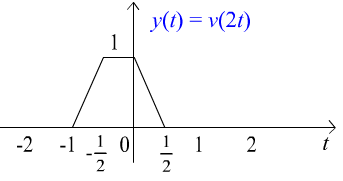 y(t) = v(2t)
1
-2 -1 -1/2 0 1/2 1 2 t